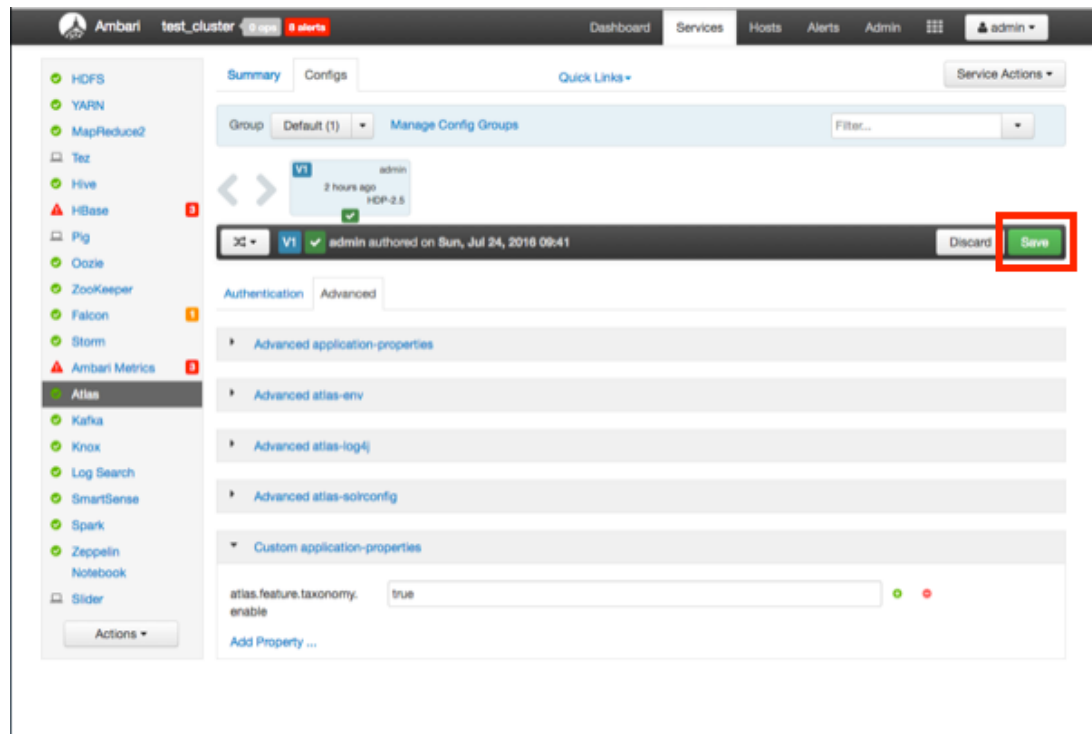 Ambari test_cluster 0 ops 8 alerts Dashboard Services Hosts Alerts Admin admin
HDFS
YARN
MapReduce2
Tez
Hive
HBase 3
Pig
Oozie
ZooKeeper
Falcon 1
Storm
Ambari Metrics 3
Atlas
Kafka
Knox
Log Search
SmartSense
Spark
Zeppelin
Notebook
Slider
Actions
Summary Configs Quick Links Service Actions
Group Default (1) Manage Config Groups Filter...
V1 admin
2 hours ago
HDP-2.5
V1 admin authored on Sun, Jul 24, 2016 09:41 Discard Save
Authentication Advanced
Advanced application-properties
Advanced atlas-env
Advanced atlas-log4j
Advanced atlas-solrconfig
Custom application-properties
atlas.feature.taxonomy. true
enable
Add Property ...